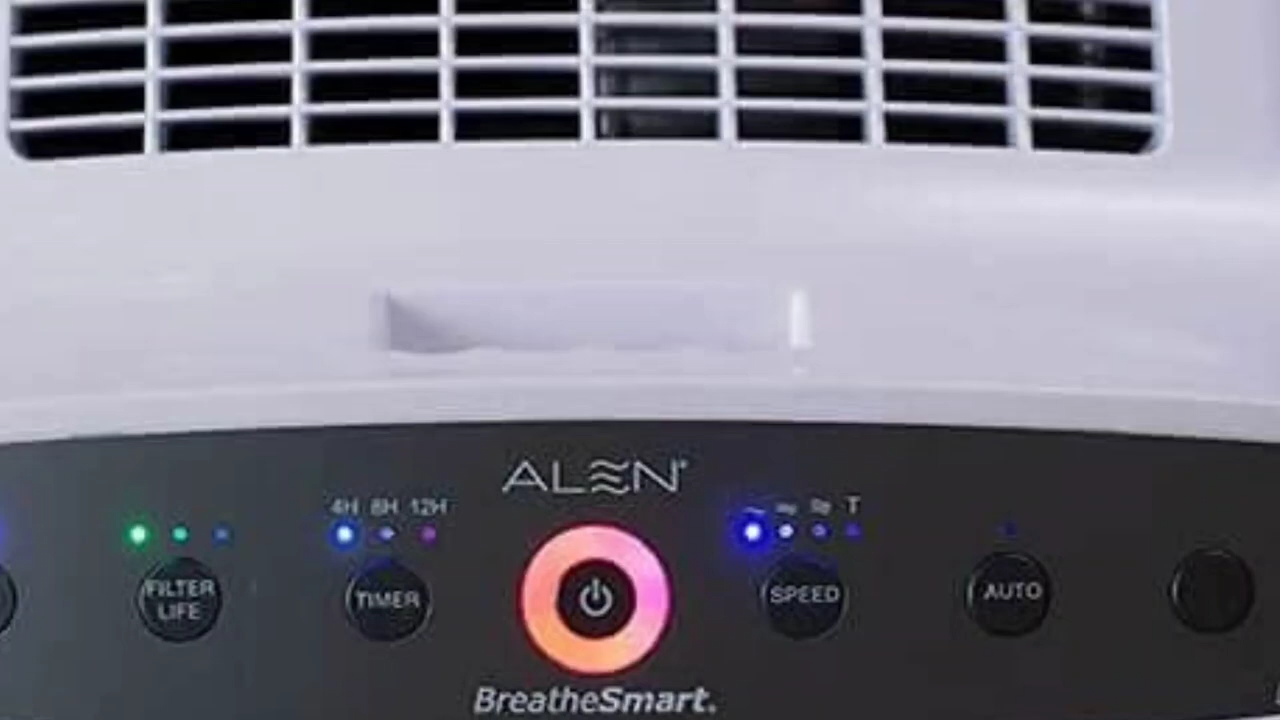 ALEN
4H 8H 12H
T
FILTER
LIFE
TIMER
SPEED
AUTO
BreatheSmart.